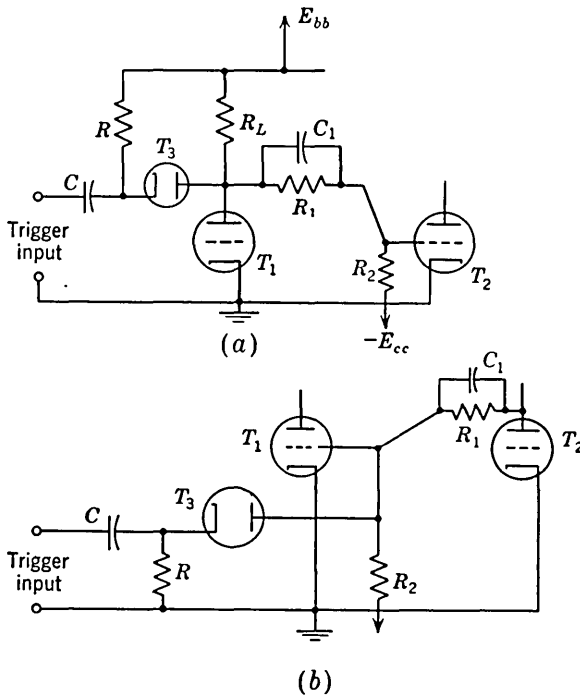 E_bb
R
R_L
C_1
T_3
C
R_1
Trigger
input
T_1
R_2
T_2
-E_cc
(a)
C_1
T_1
R_1
T_2
T_3
C
Trigger
input
R
R_2
(b)